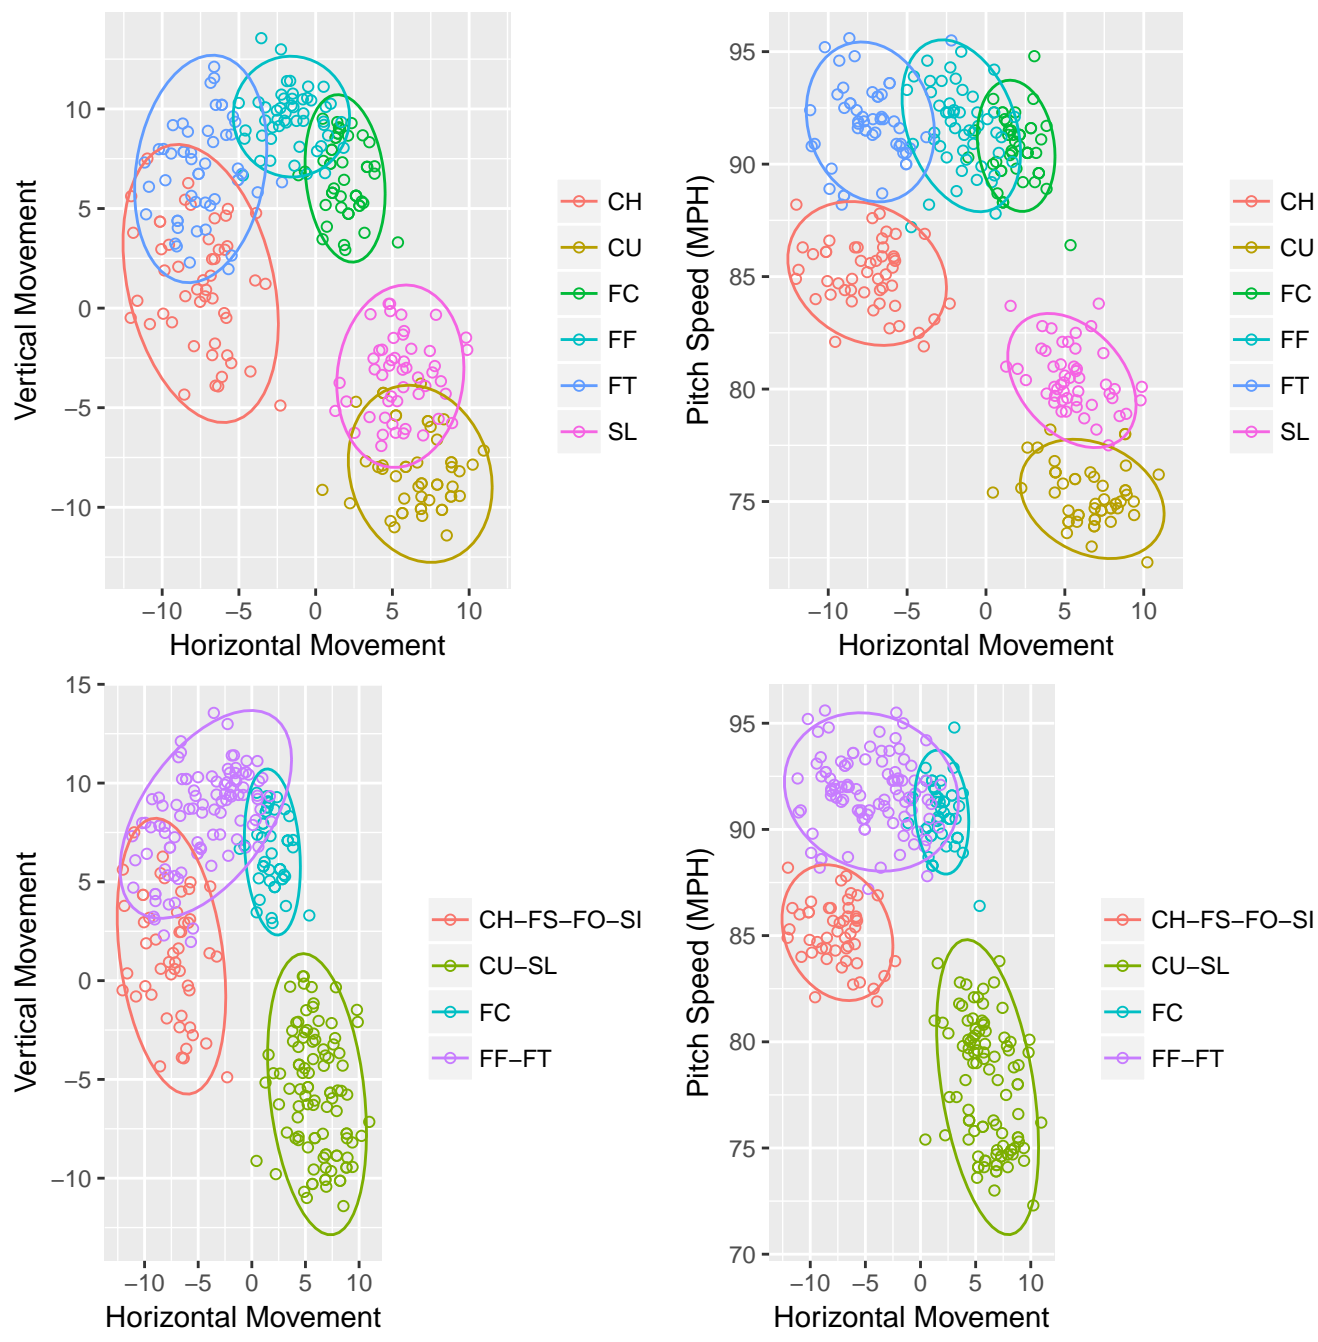 10
5
0
−5
−10
Vertical Movement
−10 −5 0 5 10
Horizontal Movement
CH
CU
FC
FF
FT
SL
95
90
85
80
75
Pitch Speed (MPH)
−10 −5 0 5 10
Horizontal Movement
CH
CU
FC
FF
FT
SL
15
10
5
0
−5
−10
Vertical Movement
−10 −5 0 5 10
Horizontal Movement
CH−FS−FO−SI
CU−SL
FC
FF−FT
95
90
85
80
75
70
Pitch Speed (MPH)
−10 −5 0 5 10
Horizontal Movement
CH−FS−FO−SI
CU−SL
FC
FF−FT